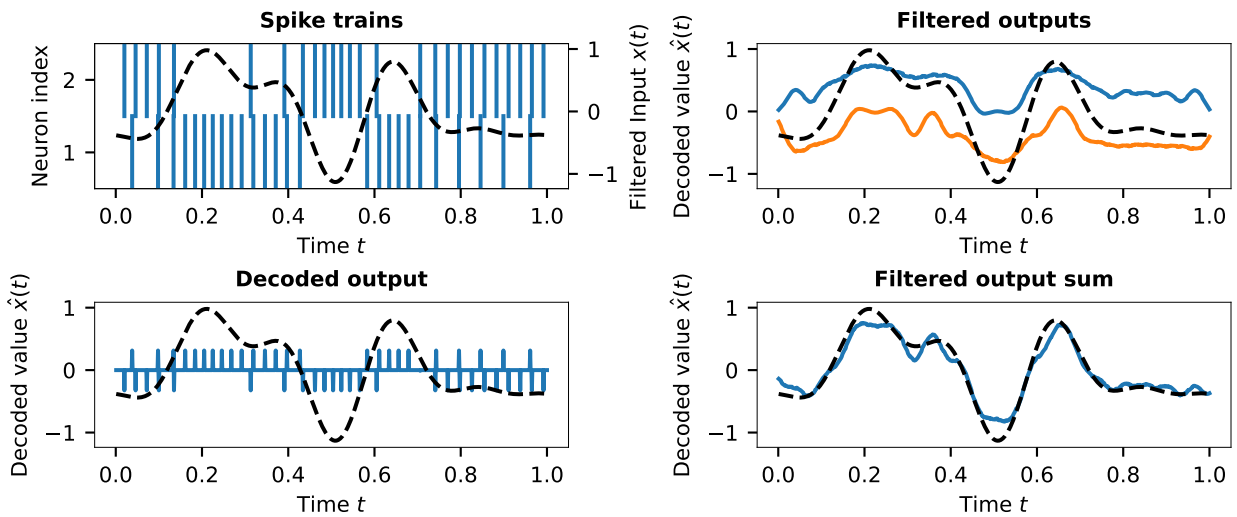 Spike trains
Neuron index
2
1
Filtered Input x(t)
1
0
−1
0.0 0.2 0.4 0.6 0.8 1.0
Time t
Filtered outputs
Decoded value x̂(t)
1
0
−1
0.0 0.2 0.4 0.6 0.8 1.0
Time t
Decoded output
Decoded value x̂(t)
1
0
−1
0.0 0.2 0.4 0.6 0.8 1.0
Time t
Filtered output sum
Decoded value x̂(t)
1
0
−1
0.0 0.2 0.4 0.6 0.8 1.0
Time t